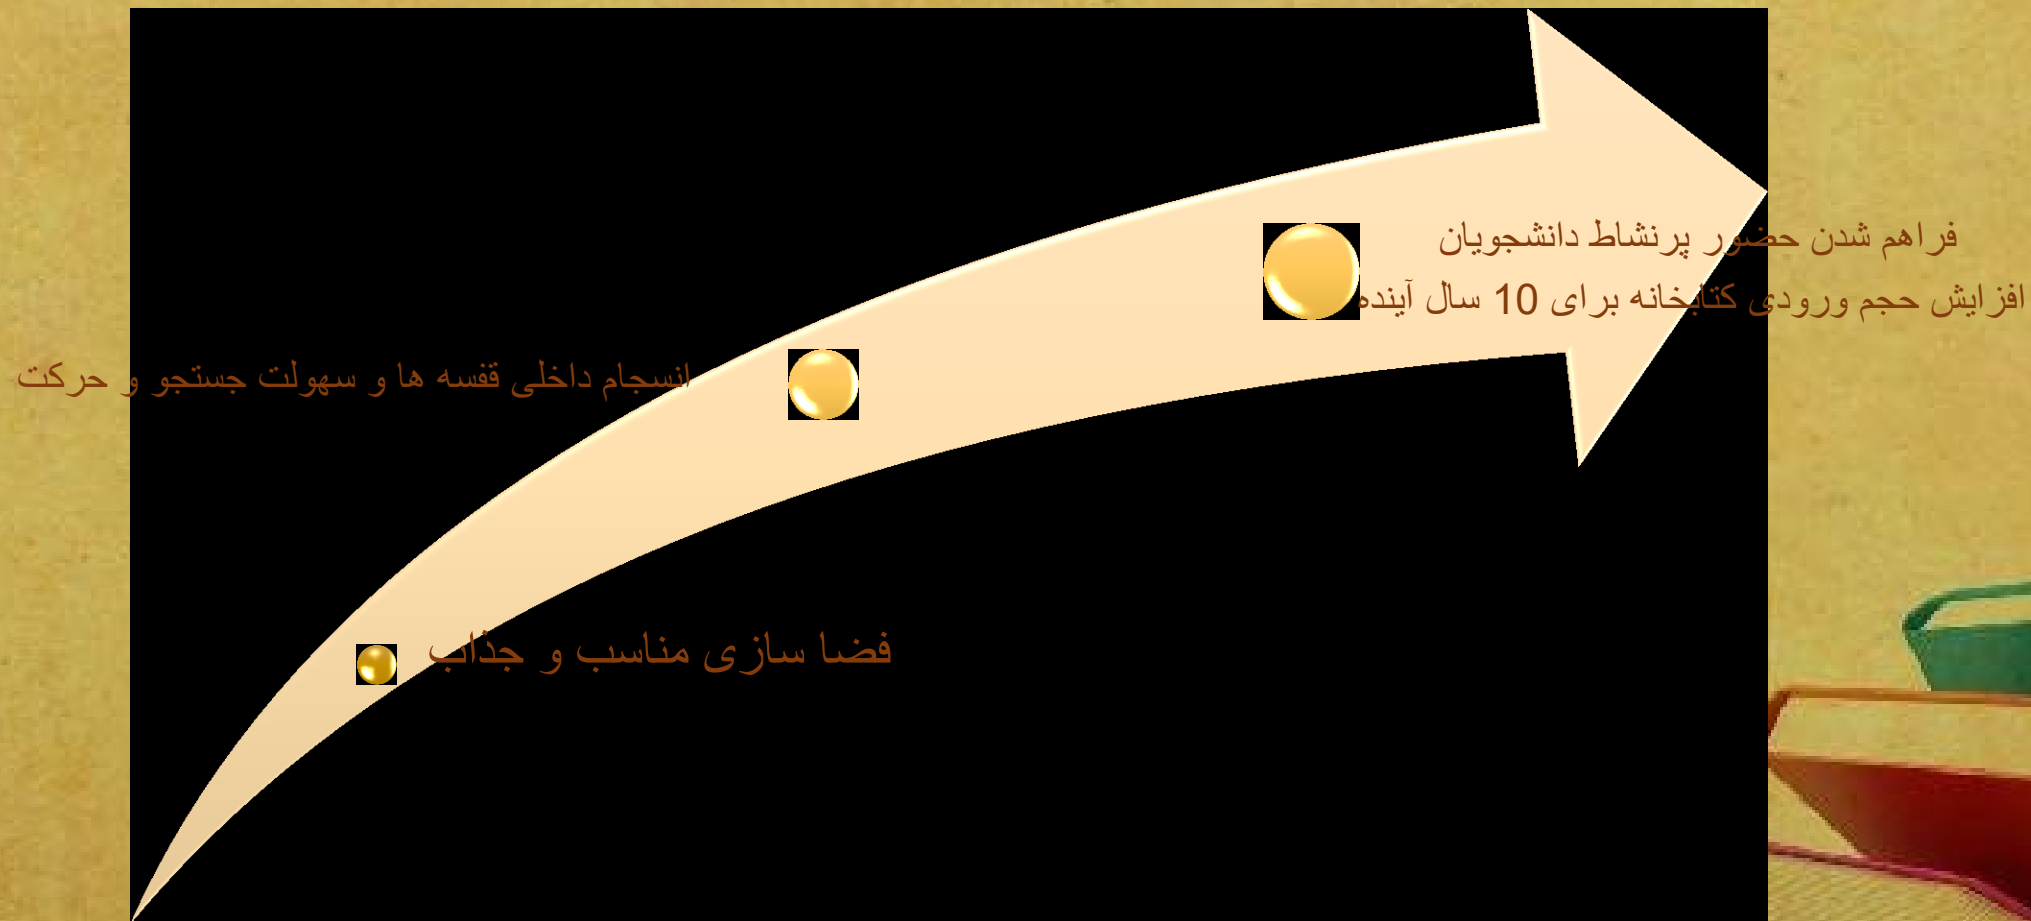 فراهم شدن حضور پرنشاط دانشجویان
افزایش حجم ورودی کتابخانه برای 10 سال آینده
انسجام داخلی قفسه ها و سهولت جستجو و حرکت
فضا سازی مناسب و جذاب